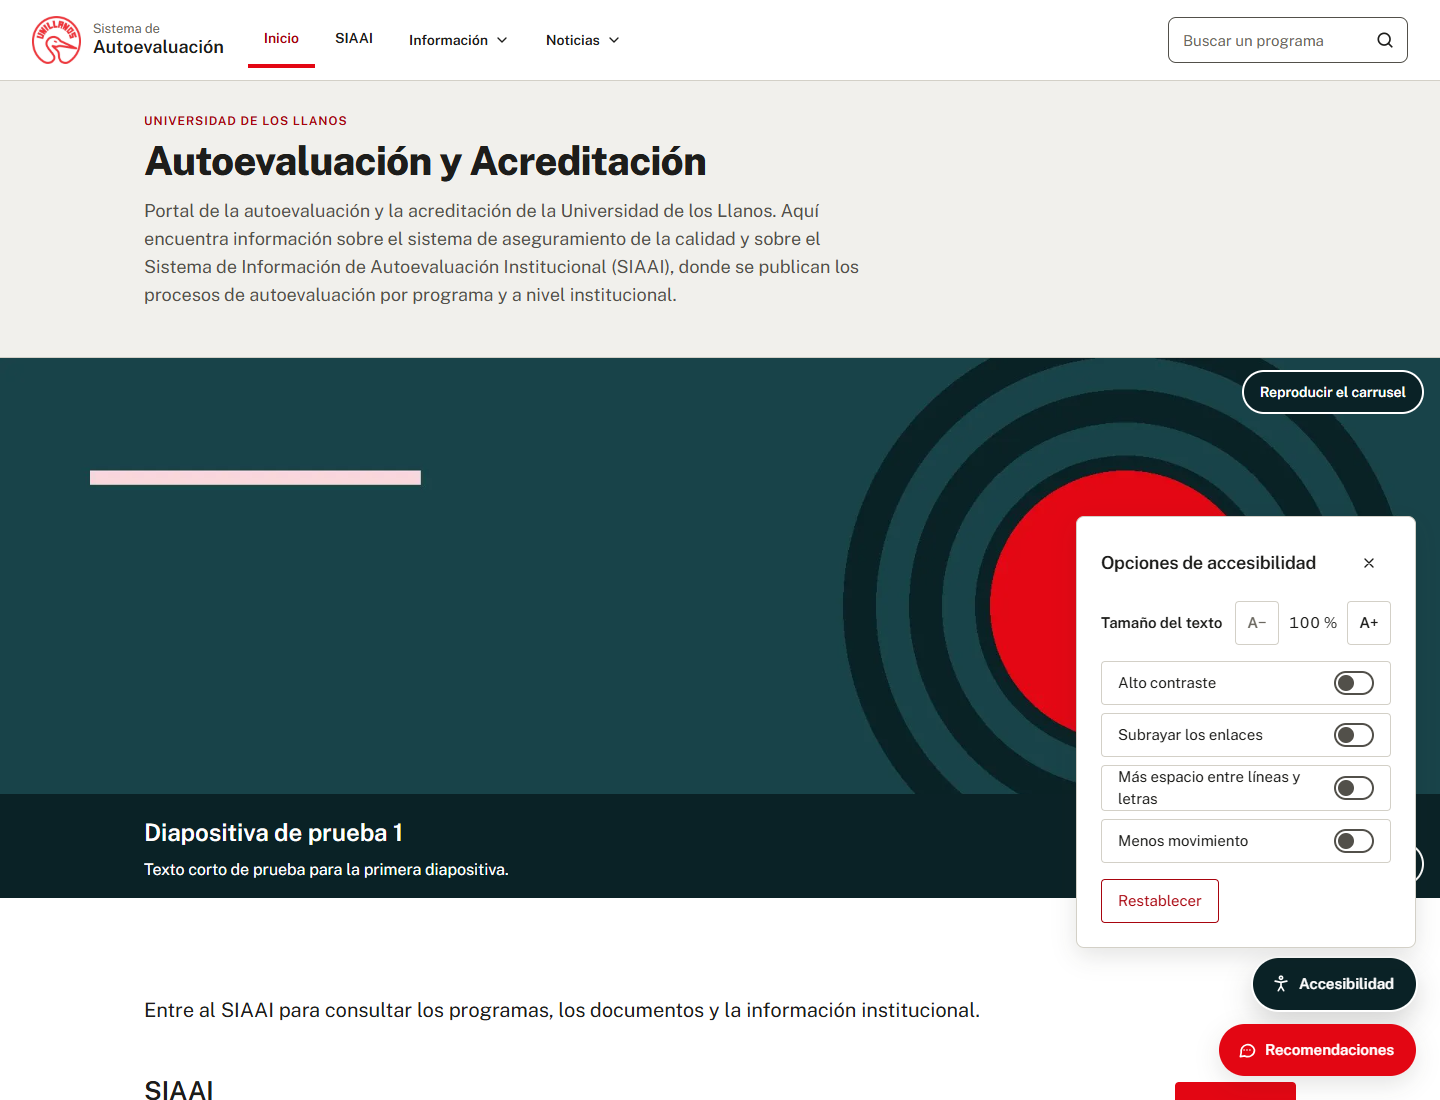 UNILLANOS
Sistema de
Autoevaluación
Inicio
SIAAI
Información
Noticias
Buscar un programa
UNIVERSIDAD DE LOS LLANOS
Autoevaluación y Acreditación
Portal de la autoevaluación y la acreditación de la Universidad de los Llanos. Aquí
encuentra información sobre el sistema de aseguramiento de la calidad y sobre el
Sistema de Información de Autoevaluación Institucional (SIAAI), donde se publican los
procesos de autoevaluación por programa y a nivel institucional.
Reproducir el carrusel
Opciones de accesibilidad
Tamaño del texto
A−
100 %
A+
Alto contraste
Subrayar los enlaces
Más espacio entre líneas y
letras
Menos movimiento
Restablecer
Diapositiva de prueba 1
Texto corto de prueba para la primera diapositiva.
Accesibilidad
Entre al SIAAI para consultar los programas, los documentos y la información institucional.
Recomendaciones
SIAAI